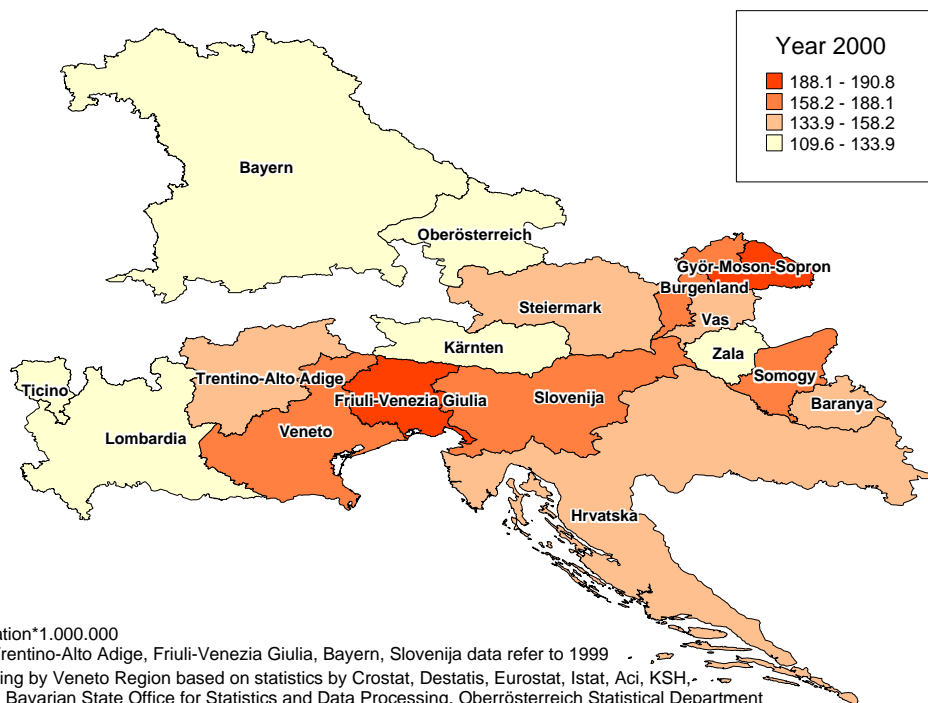 Year 2000
188.1 - 190.8
158.2 - 188.1
133.9 - 158.2
109.6 - 133.9
Bayern
Oberösterreich
Györ-Moson-Sopron
Burgenland
Steiermark
Vas
Kärnten
Zala
Trentino-Alto Adige
Somogy
Ticino
Friuli-Venezia Giulia
Slovenija
Baranya
Veneto
Lombardia
Hrvatska
ation*1.000.000
Trentino-Alto Adige, Friuli-Venezia Giulia, Bayern, Slovenija data refer to 1999
ing by Veneto Region based on statistics by Crostat, Destatis, Eurostat, Istat, Aci, KSH,
Bavarian State Office for Statistics and Data Processing, Oberrösterreich Statistical Department